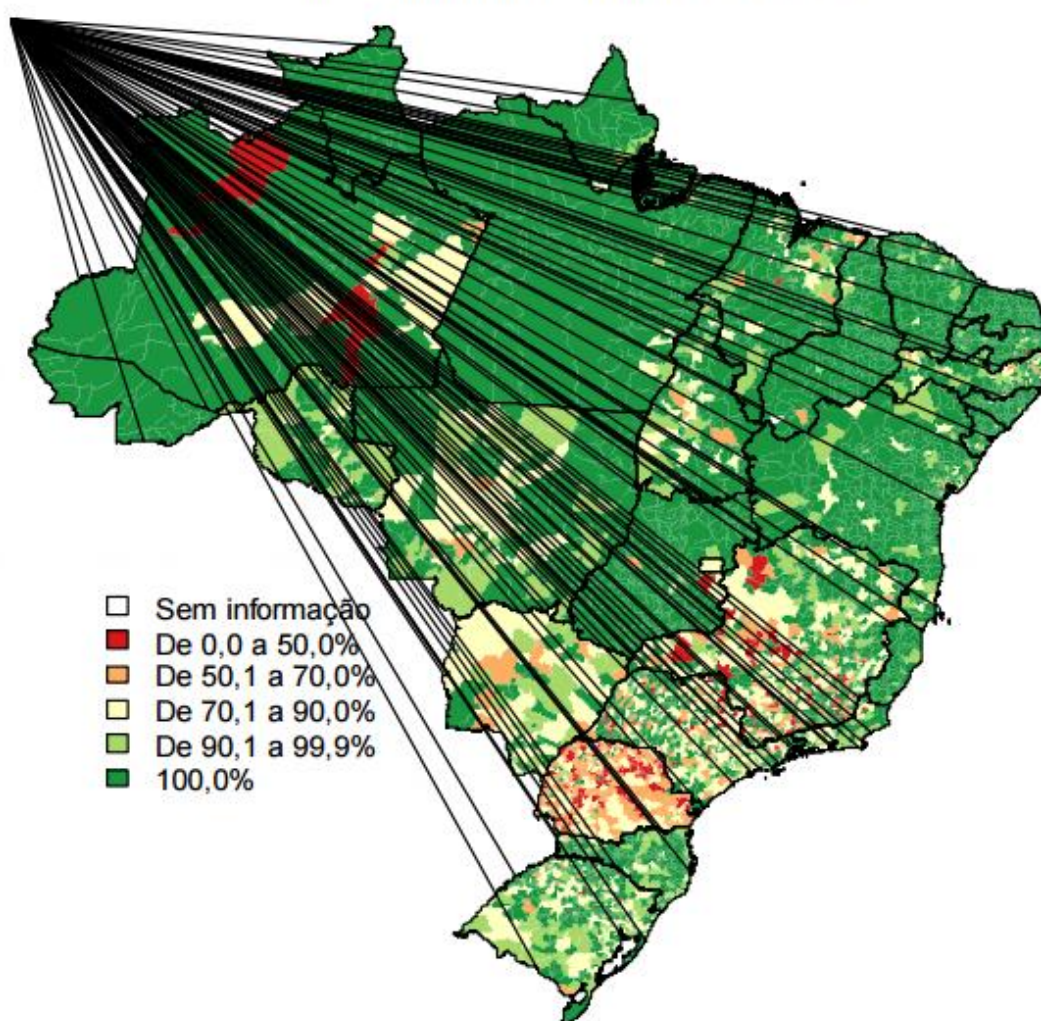 Sem informação
De 0,0 a 50,0%
De 50,1 a 70,0%
De 70,1 a 90,0%
De 90,1 a 99,9%
100,0%